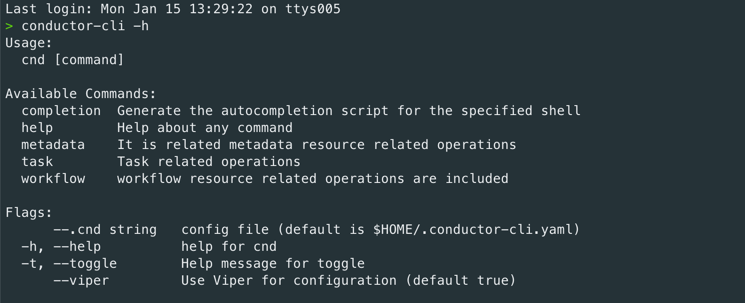 Last login: Mon Jan 15 13:29:22 on ttys005
> conductor-cli -h
Usage:
  cnd [command]

Available Commands:
  completion  Generate the autocompletion script for the specified shell
  help        Help about any command
  metadata    It is related metadata resource related operations
  task        Task related operations
  workflow    workflow resource related operations are included

Flags:
      --.cnd string   config file (default is $HOME/.conductor-cli.yaml)
  -h, --help          help for cnd
  -t, --toggle        Help message for toggle
      --viper         Use Viper for configuration (default true)